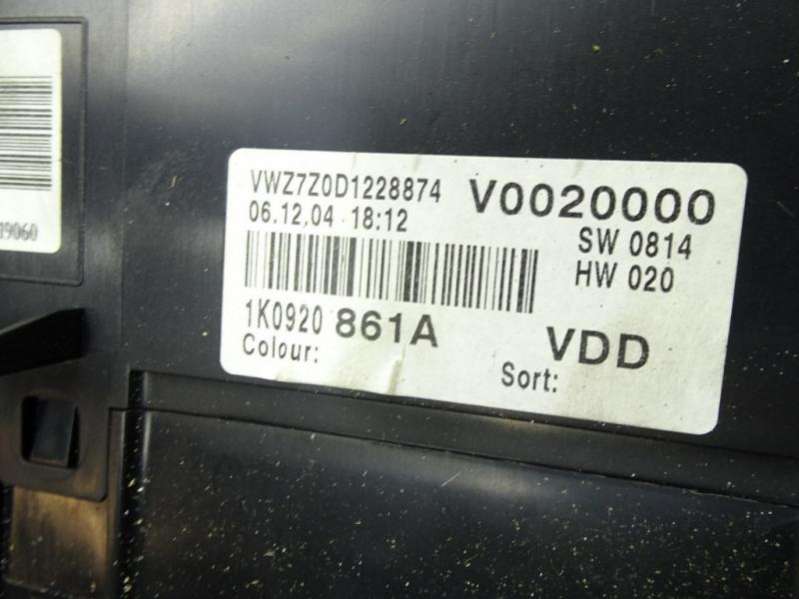 VWZ7Z0D1228874 V0020000
06.12.04 18:12 SW 0814
HW 020
1K0920 861A VDD
Colour: Sort: